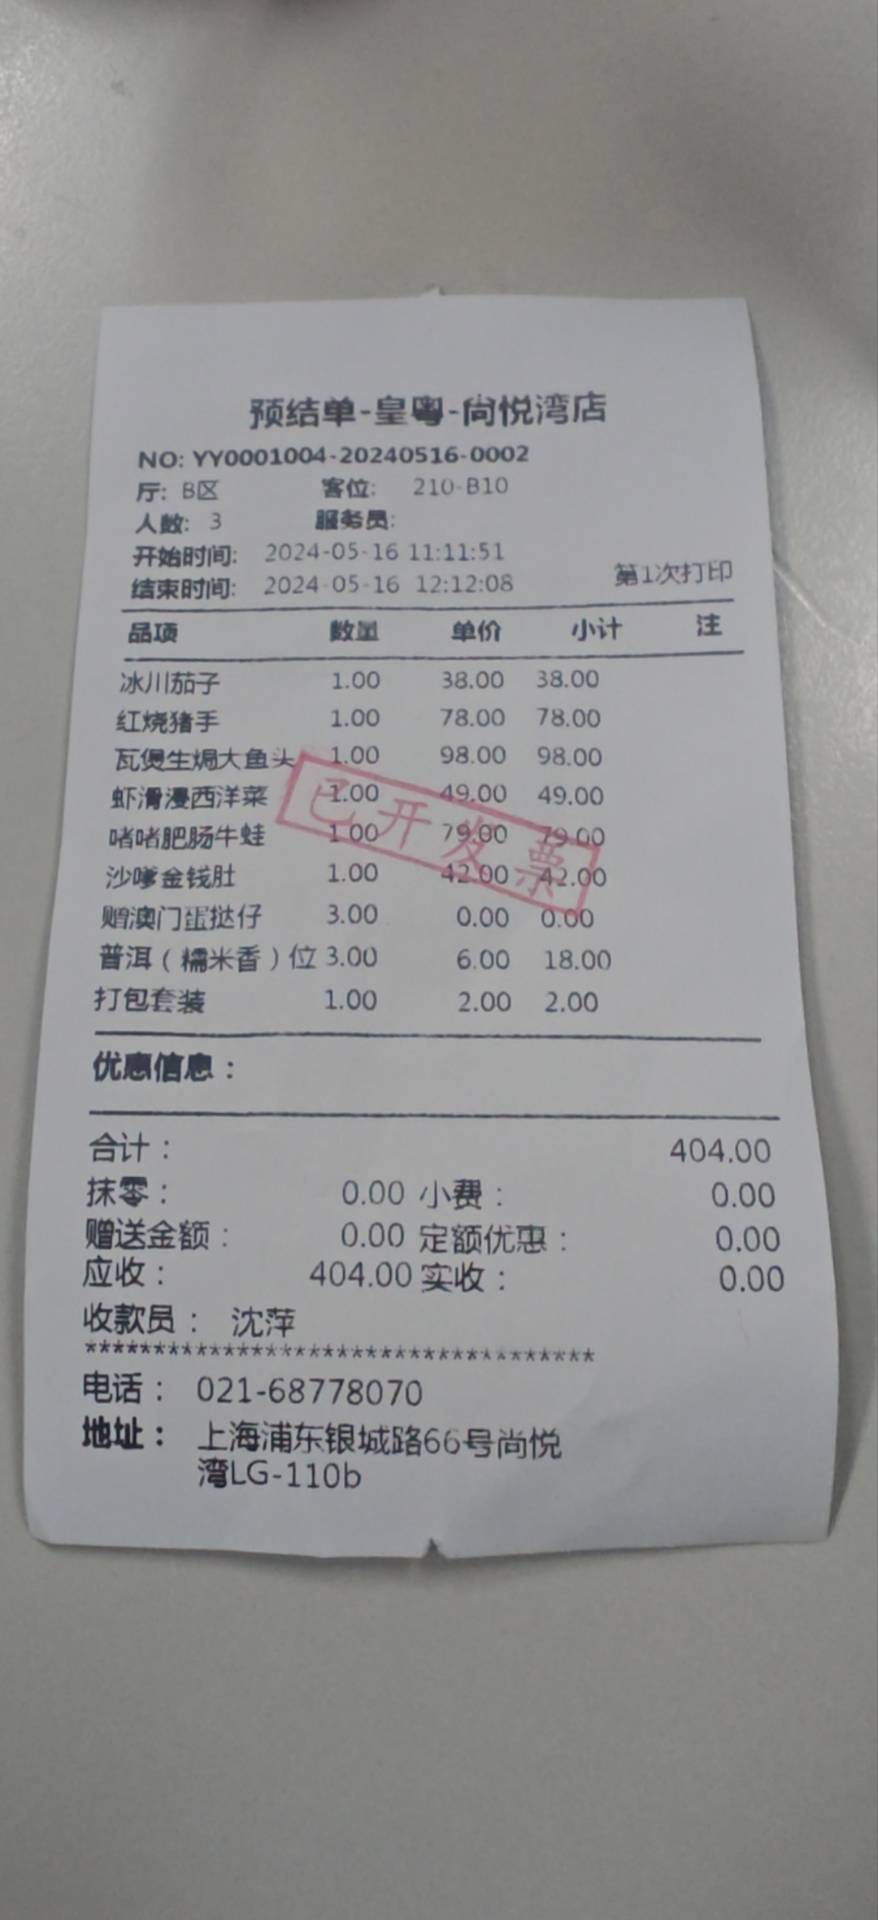 预结单-皇粤-尚悦湾店
NO: YY0001004-20240516-0002
厅: B区 客位: 210-B10
人数: 3 服务员:
开始时间: 2024-05-16 11:11:51
结束时间: 2024-05-16 12:12:08 第1次打印
品项 数量 单价 小计 注
冰川茄子 1.00 38.00 38.00
红烧猪手 1.00 78.00 78.00
瓦煲生焗大鱼头 1.00 98.00 98.00
虾滑浸西洋菜 1.00 49.00 49.00
啫啫肥肠牛蛙 1.00 79.00 79.00
沙嗲金钱肚 1.00 42.00 42.00
赠澳门蛋挞仔 3.00 0.00 0.00
普洱(糯米香)位 3.00 6.00 18.00
打包套装 1.00 2.00 2.00
已开发票
优惠信息:
合计: 404.00
抹零: 0.00 小费: 0.00
赠送金额: 0.00 定额优惠: 0.00
应收: 404.00 实收: 0.00
收款员: 沈萍
*************************************
电话: 021-68778070
地址: 上海浦东银城路66号尚悦
湾LG-110b